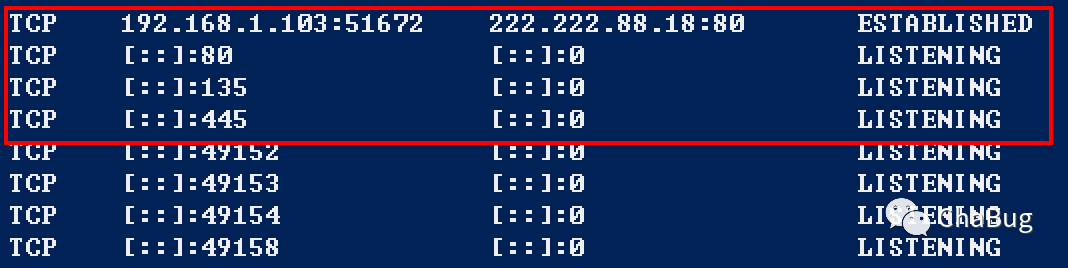 TCP 192.168.1.103:51672 222.222.88.18:80 ESTABLISHED
TCP [::]:80 [::]:0 LISTENING
TCP [::]:135 [::]:0 LISTENING
TCP [::]:445 [::]:0 LISTENING
TCP [::]:49152 [::]:0 LISTENING
TCP [::]:49153 [::]:0 LISTENING
TCP [::]:49154 [::]:0 LISTENING
ChaBug
TCP [::]:49158 [::]:0 LISTENING